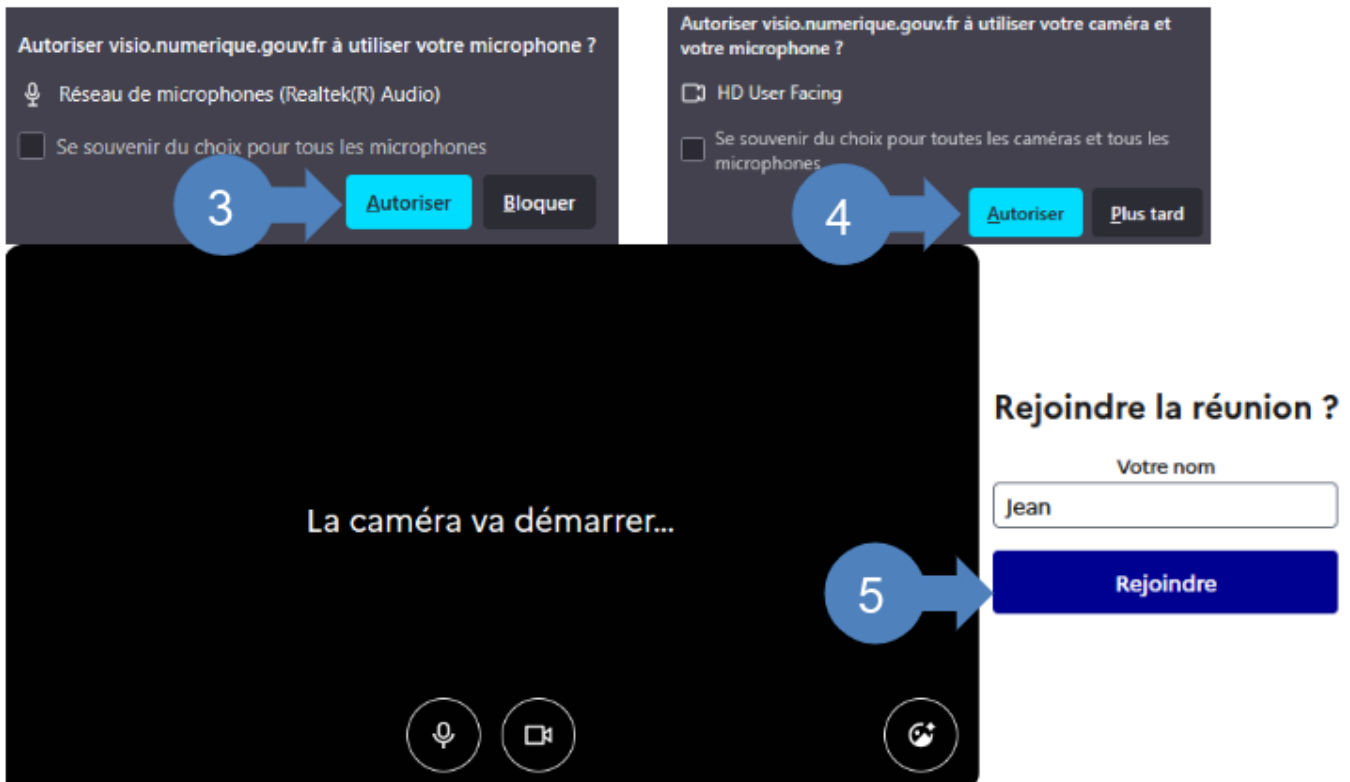 Autoriser visio.numerique.gouv.fr à utiliser votre microphone ?
Réseau de microphones (Realtek(R) Audio)
Se souvenir du choix pour tous les microphones
3
Autoriser
Bloquer
Autoriser visio.numerique.gouv.fr à utiliser votre caméra et
votre microphone ?
HD User Facing
Se souvenir du choix pour toutes les caméras et tous les
microphones
4
Autoriser
Plus tard
La caméra va démarrer...
Rejoindre la réunion ?
Votre nom
Jean
5
Rejoindre